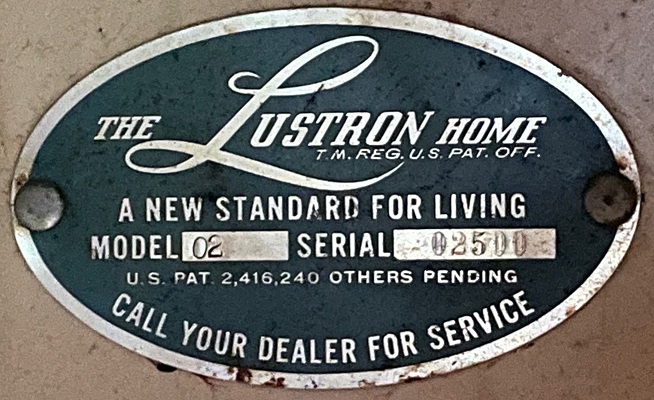 THE LUSTRON HOME
T.M. REG. U.S. PAT. OFF.
A NEW STANDARD FOR LIVING
MODEL 02 SERIAL 02500
U.S. PAT. 2,416,240 OTHERS PENDING
CALL YOUR DEALER FOR SERVICE